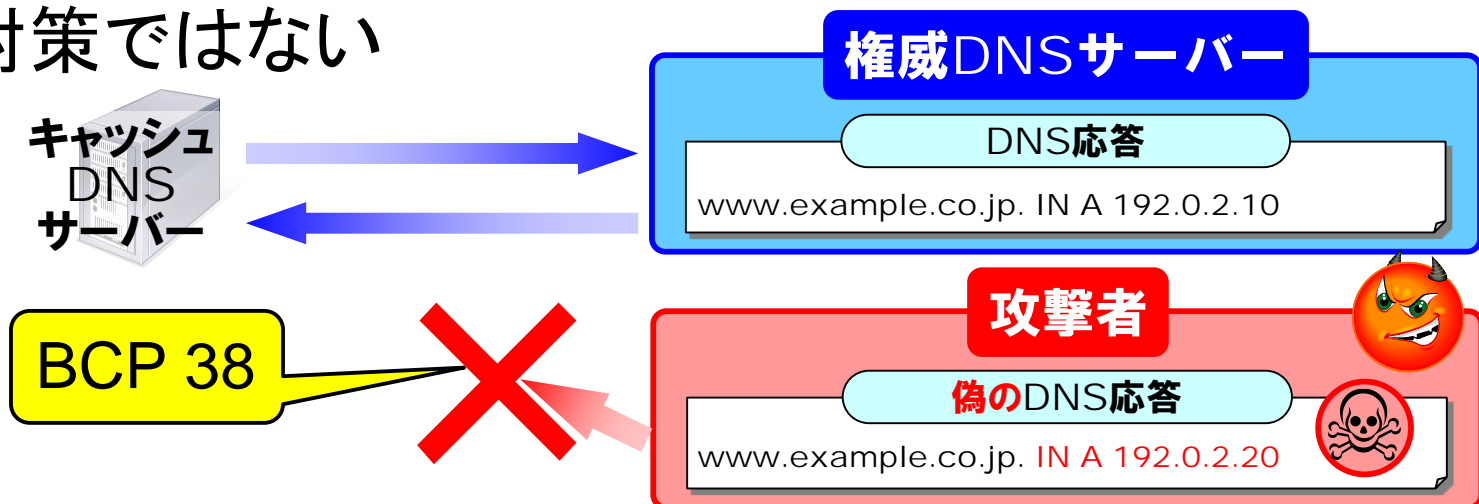 対策ではない
権威DNSサーバー
キャッシュ
DNS
サーバー
DNS応答
www.example.co.jp. IN A 192.0.2.10
攻撃者
BCP 38
偽のDNS応答
www.example.co.jp. IN A 192.0.2.20